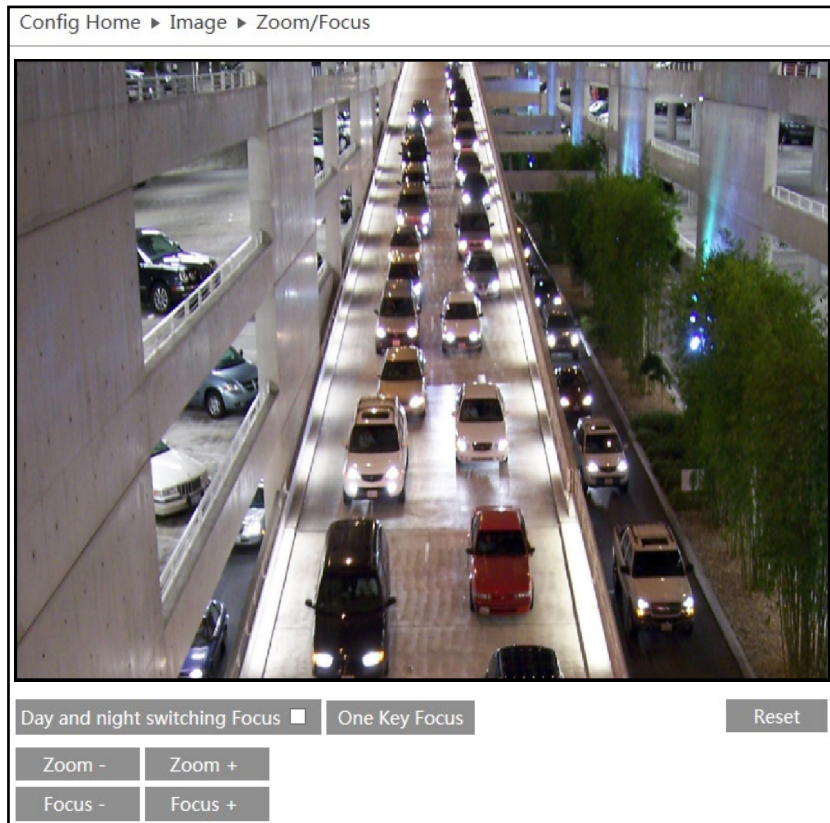 Config Home ▶ Image ▶ Zoom/Focus
Day and night switching Focus
One Key Focus
Reset
Zoom -
Zoom +
Focus -
Focus +